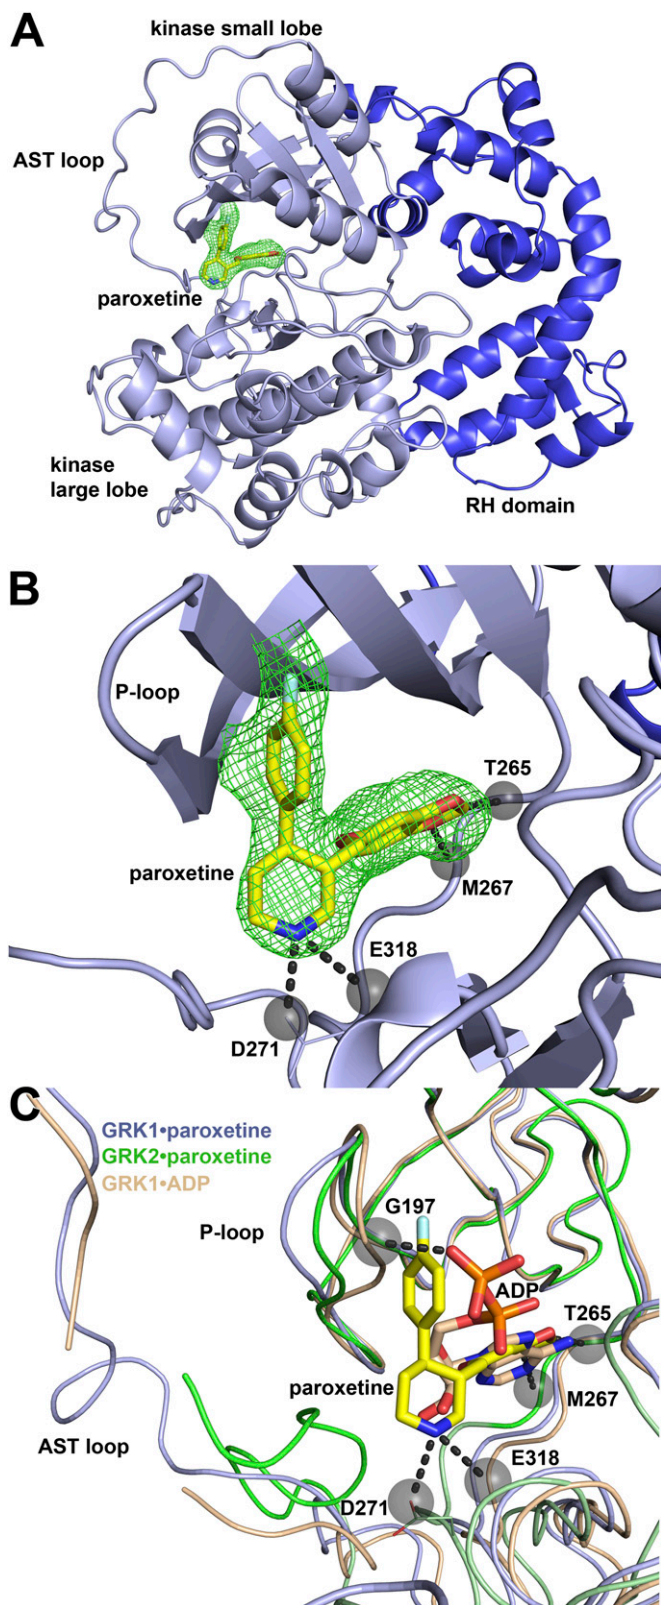 A
kinase small lobe
AST loop
paroxetine
kinase
large lobe
RH domain
B
P-loop
T265
paroxetine
M267
E318
D271
C
GRK1•paroxetine
GRK2•paroxetine
GRK1•ADP
G197
P-loop
ADP
T265
paroxetine
M267
AST loop
E318
D271